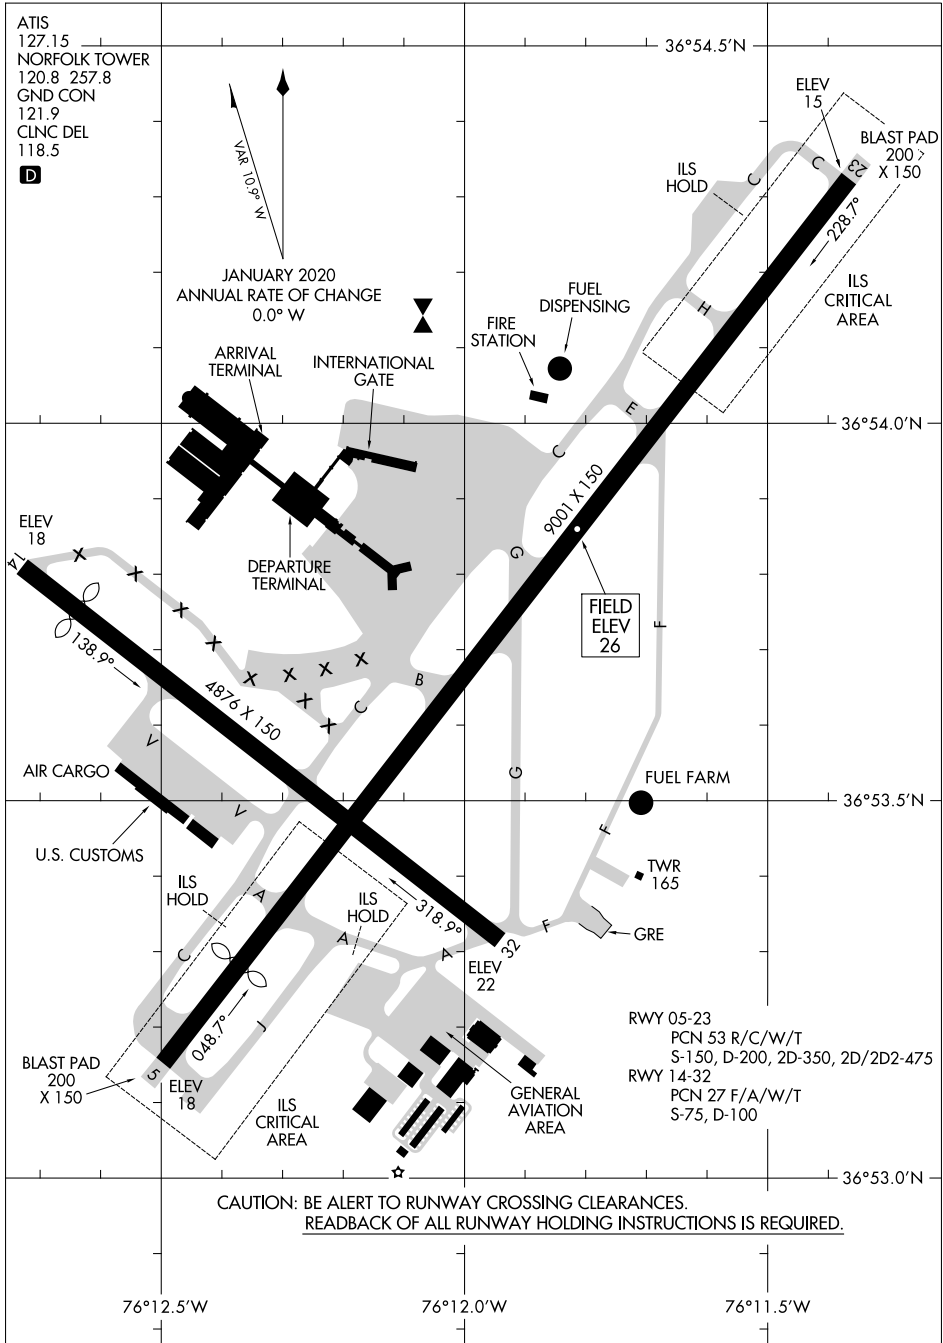 ATIS
127.15
NORFOLK TOWER
120.8 257.8
GND CON
121.9
CLNC DEL
118.5
D
36°54.5'N
VAR 10.9° W
JANUARY 2020
ANNUAL RATE OF CHANGE
0.0° W
ELEV
15
BLAST PAD
200
X 150
23
C
C
ILS
HOLD
228.7°
ILS
CRITICAL
AREA
H
FUEL
DISPENSING
FIRE
STATION
E
ARRIVAL
TERMINAL
INTERNATIONAL
GATE
36°54.0'N
C
9001 X 150
G
ELEV
18
14
X
X
X
X
X
X
X
X
X
X
DEPARTURE
TERMINAL
FIELD
ELEV
26
F
138.9°
4876 X 150
B
C
V
V
AIR CARGO
U.S. CUSTOMS
G
FUEL FARM
36°53.5'N
F
TWR
165
ILS
HOLD
A
ILS
HOLD
A
318.9°
A
F
GRE
32
ELEV
22
C
048.7°
J
BLAST PAD
200
X 150
5
ELEV
18
ILS
CRITICAL
AREA
GENERAL
AVIATION
AREA
RWY 05-23
PCN 53 R/C/W/T
S-150, D-200, 2D-350, 2D/2D2-475
RWY 14-32
PCN 27 F/A/W/T
S-75, D-100
36°53.0'N
CAUTION: BE ALERT TO RUNWAY CROSSING CLEARANCES.
READBACK OF ALL RUNWAY HOLDING INSTRUCTIONS IS REQUIRED.
76°12.5'W
76°12.0'W
76°11.5'W